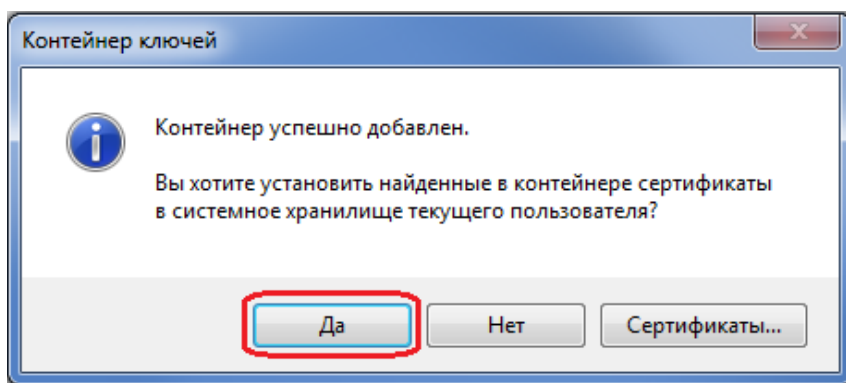 Контейнер ключей
Контейнер успешно добавлен.
Вы хотите установить найденные в контейнере сертификаты
в системное хранилище текущего пользователя?
Да Нет Сертификаты...